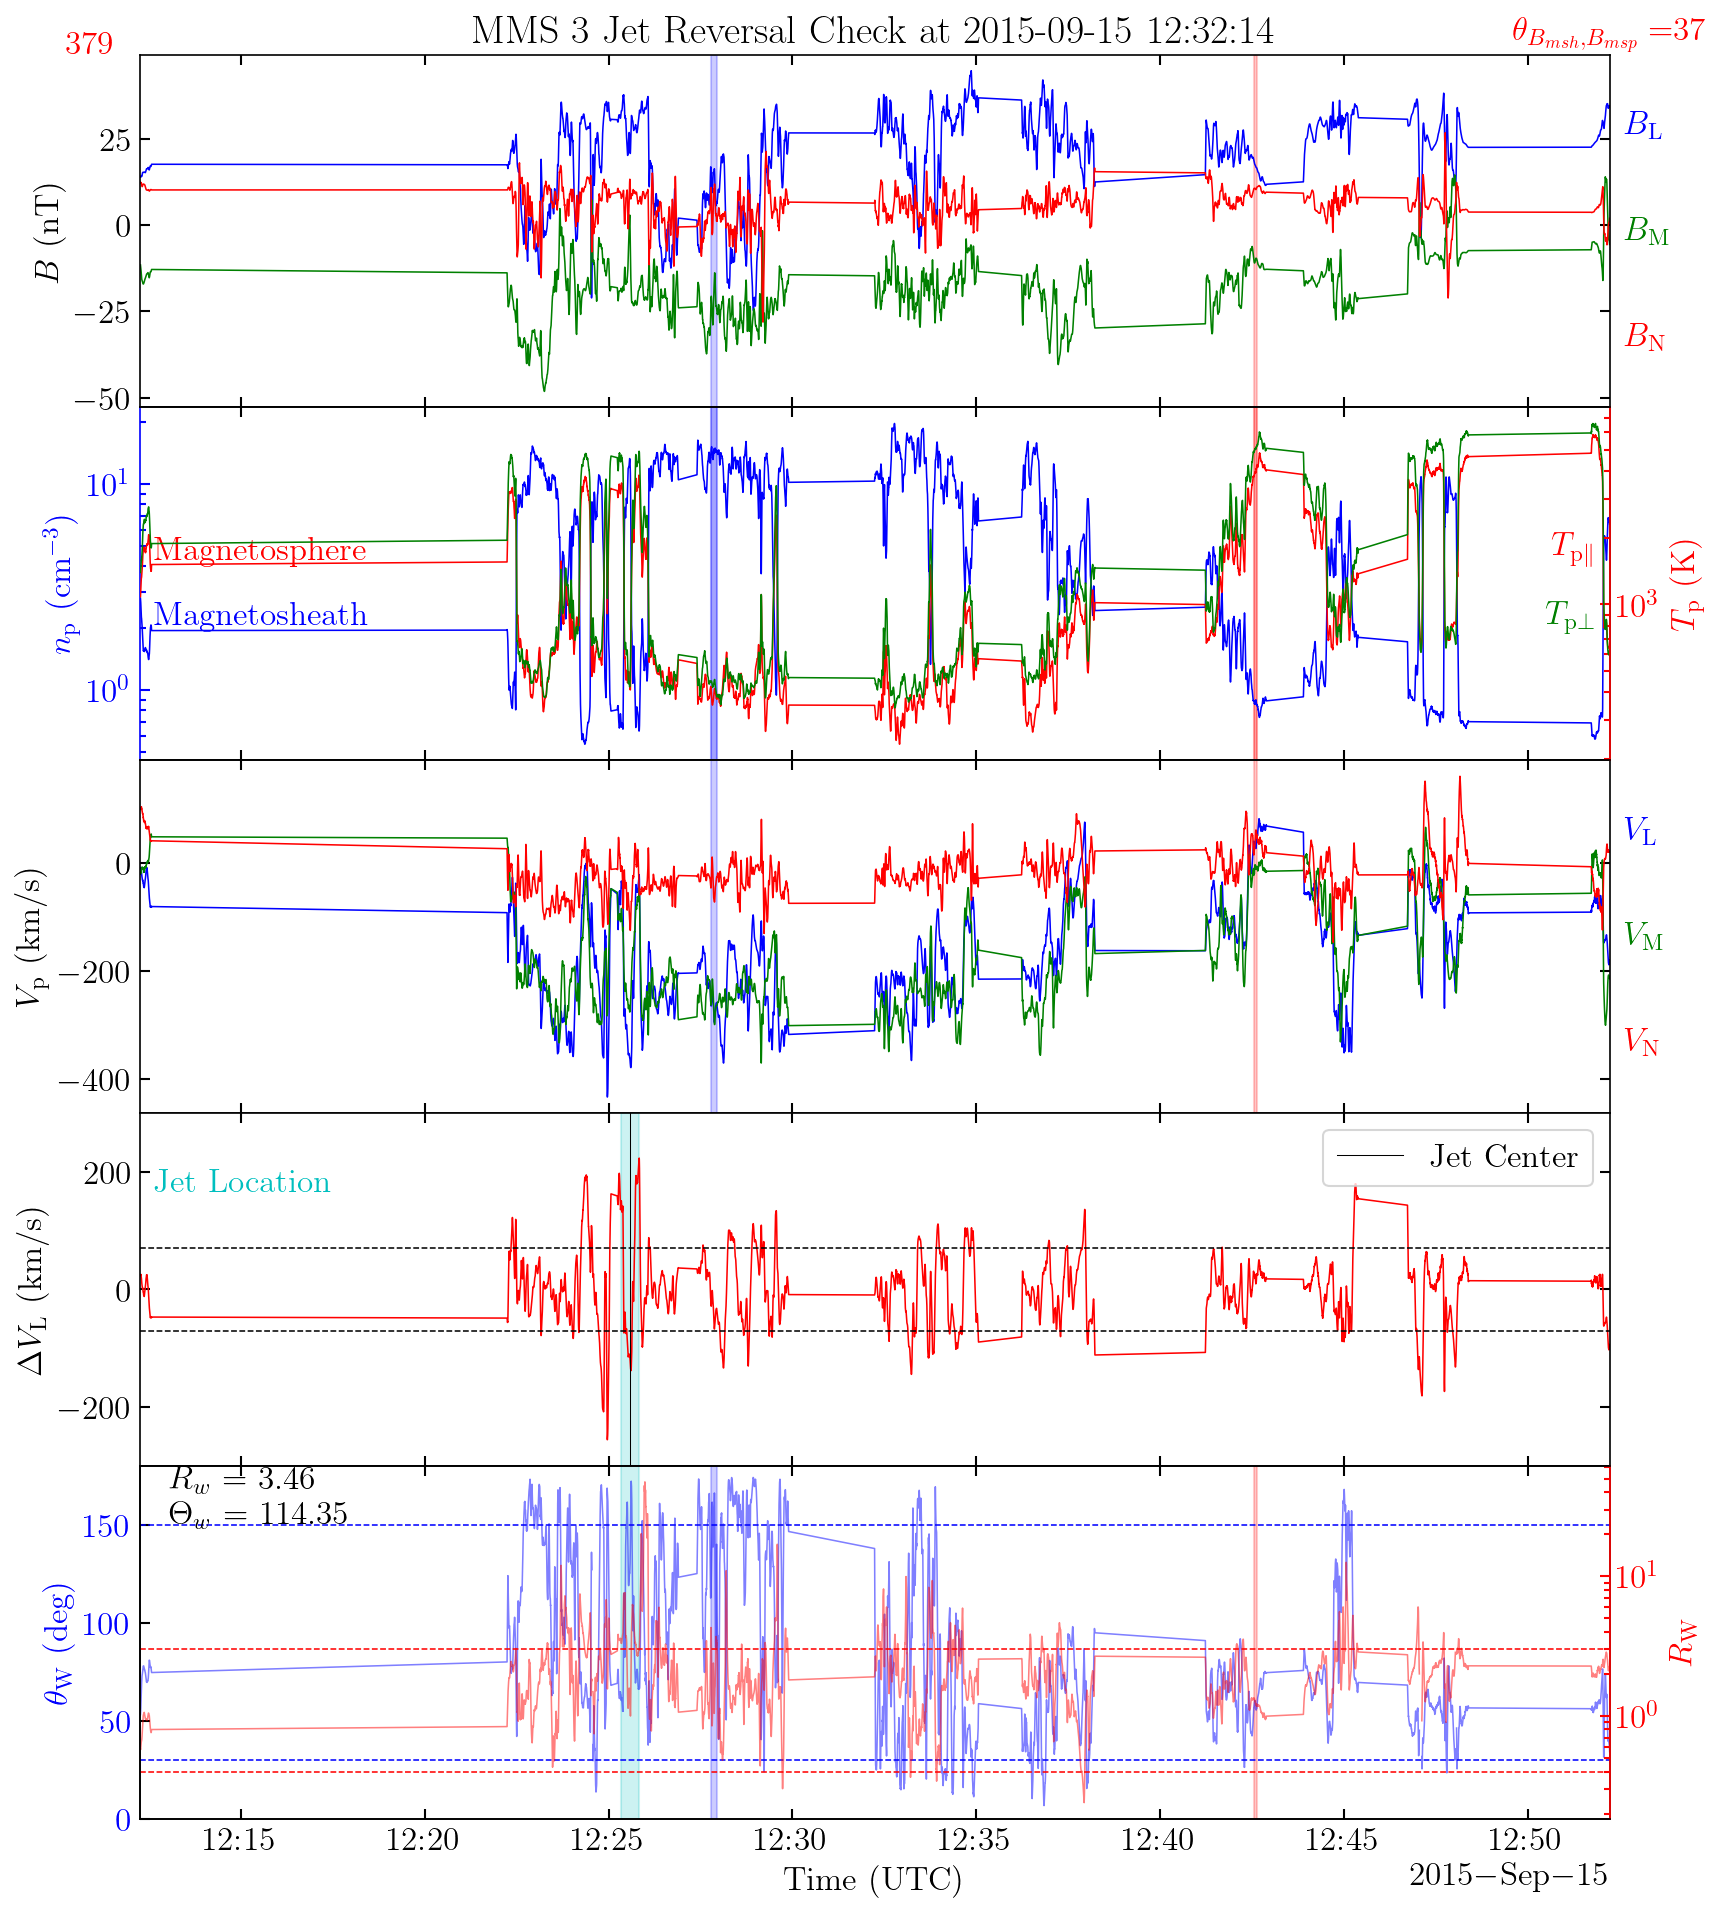 MMS 3 Jet Reversal Check at 2015-09-15 12:32:14
379
θ_{B_{msh},B_{msp}} =37
25
0
−25
−50
B (nT)
B_L
B_M
B_N
10^1
10^0
n_p (cm^{−3})
Magnetosphere
Magnetosheath
T_{p∥}
T_{p⊥}
10^3
T_p (K)
0
−200
−400
V_p (km/s)
V_L
V_M
V_N
200
0
−200
ΔV_L (km/s)
Jet Location
Jet Center
R_w = 3.46
Θ_w = 114.35
150
100
50
0
θ_W (deg)
10^1
10^0
R_W
12:15 12:20 12:25 12:30 12:35 12:40 12:45 12:50
Time (UTC)
2015−Sep−15